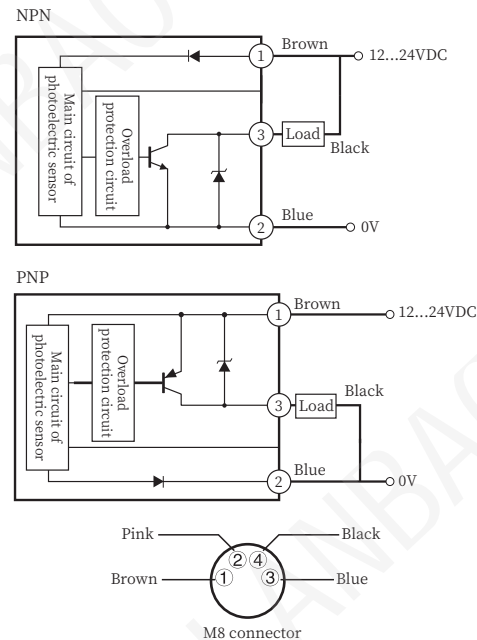 NPN
Brown
1
12...24VDC
Main circuit of
photoelectric sensor
Overload
protection circuit
3
Load
Black
Blue
2
0V
PNP
Brown
1
12...24VDC
Main circuit of
photoelectric sensor
Overload
protection circuit
Black
3
Load
Blue
2
0V
Pink
Black
2
4
Brown
1
3
Blue
M8 connector
LANBAO
LANBAO